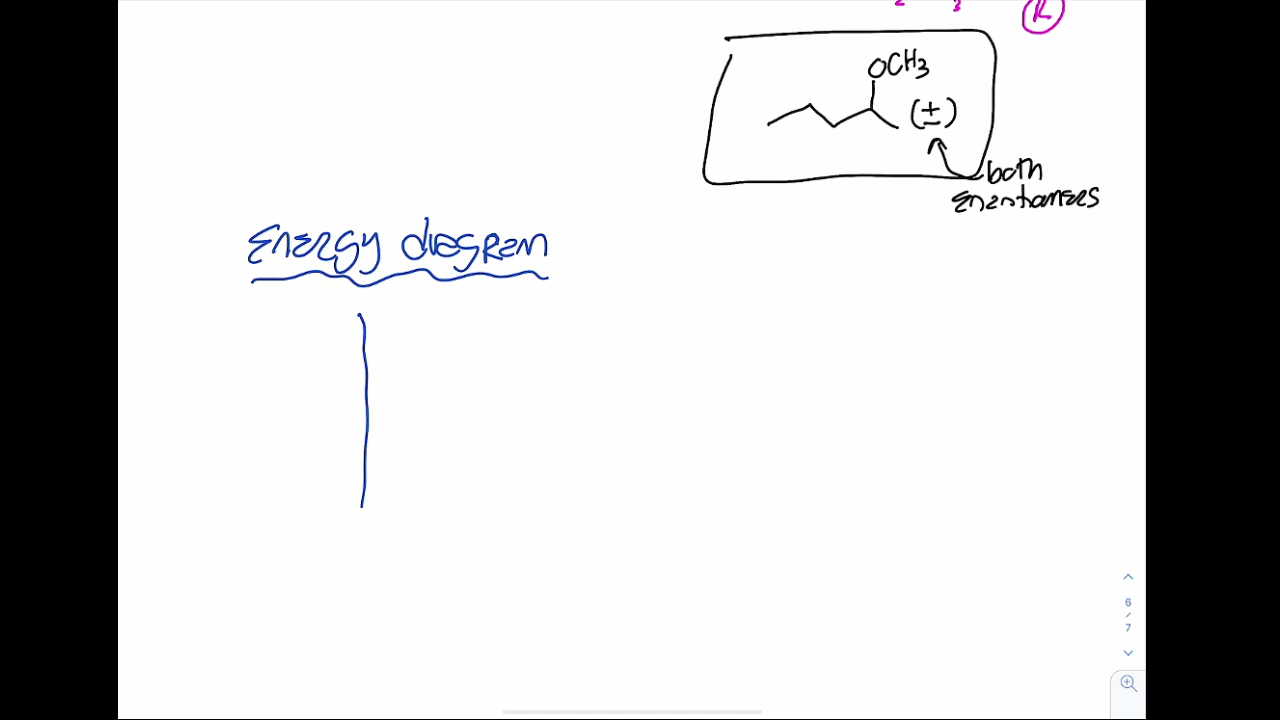 R
OCH3
(±)
both
enantiomers
Energy diagram
6
/
7